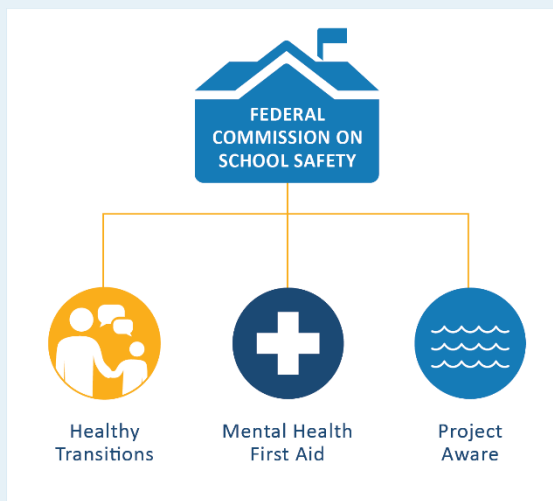 FEDERAL
COMMISSION ON
SCHOOL SAFETY
Healthy
Transitions
Mental Health
First Aid
Project
Aware